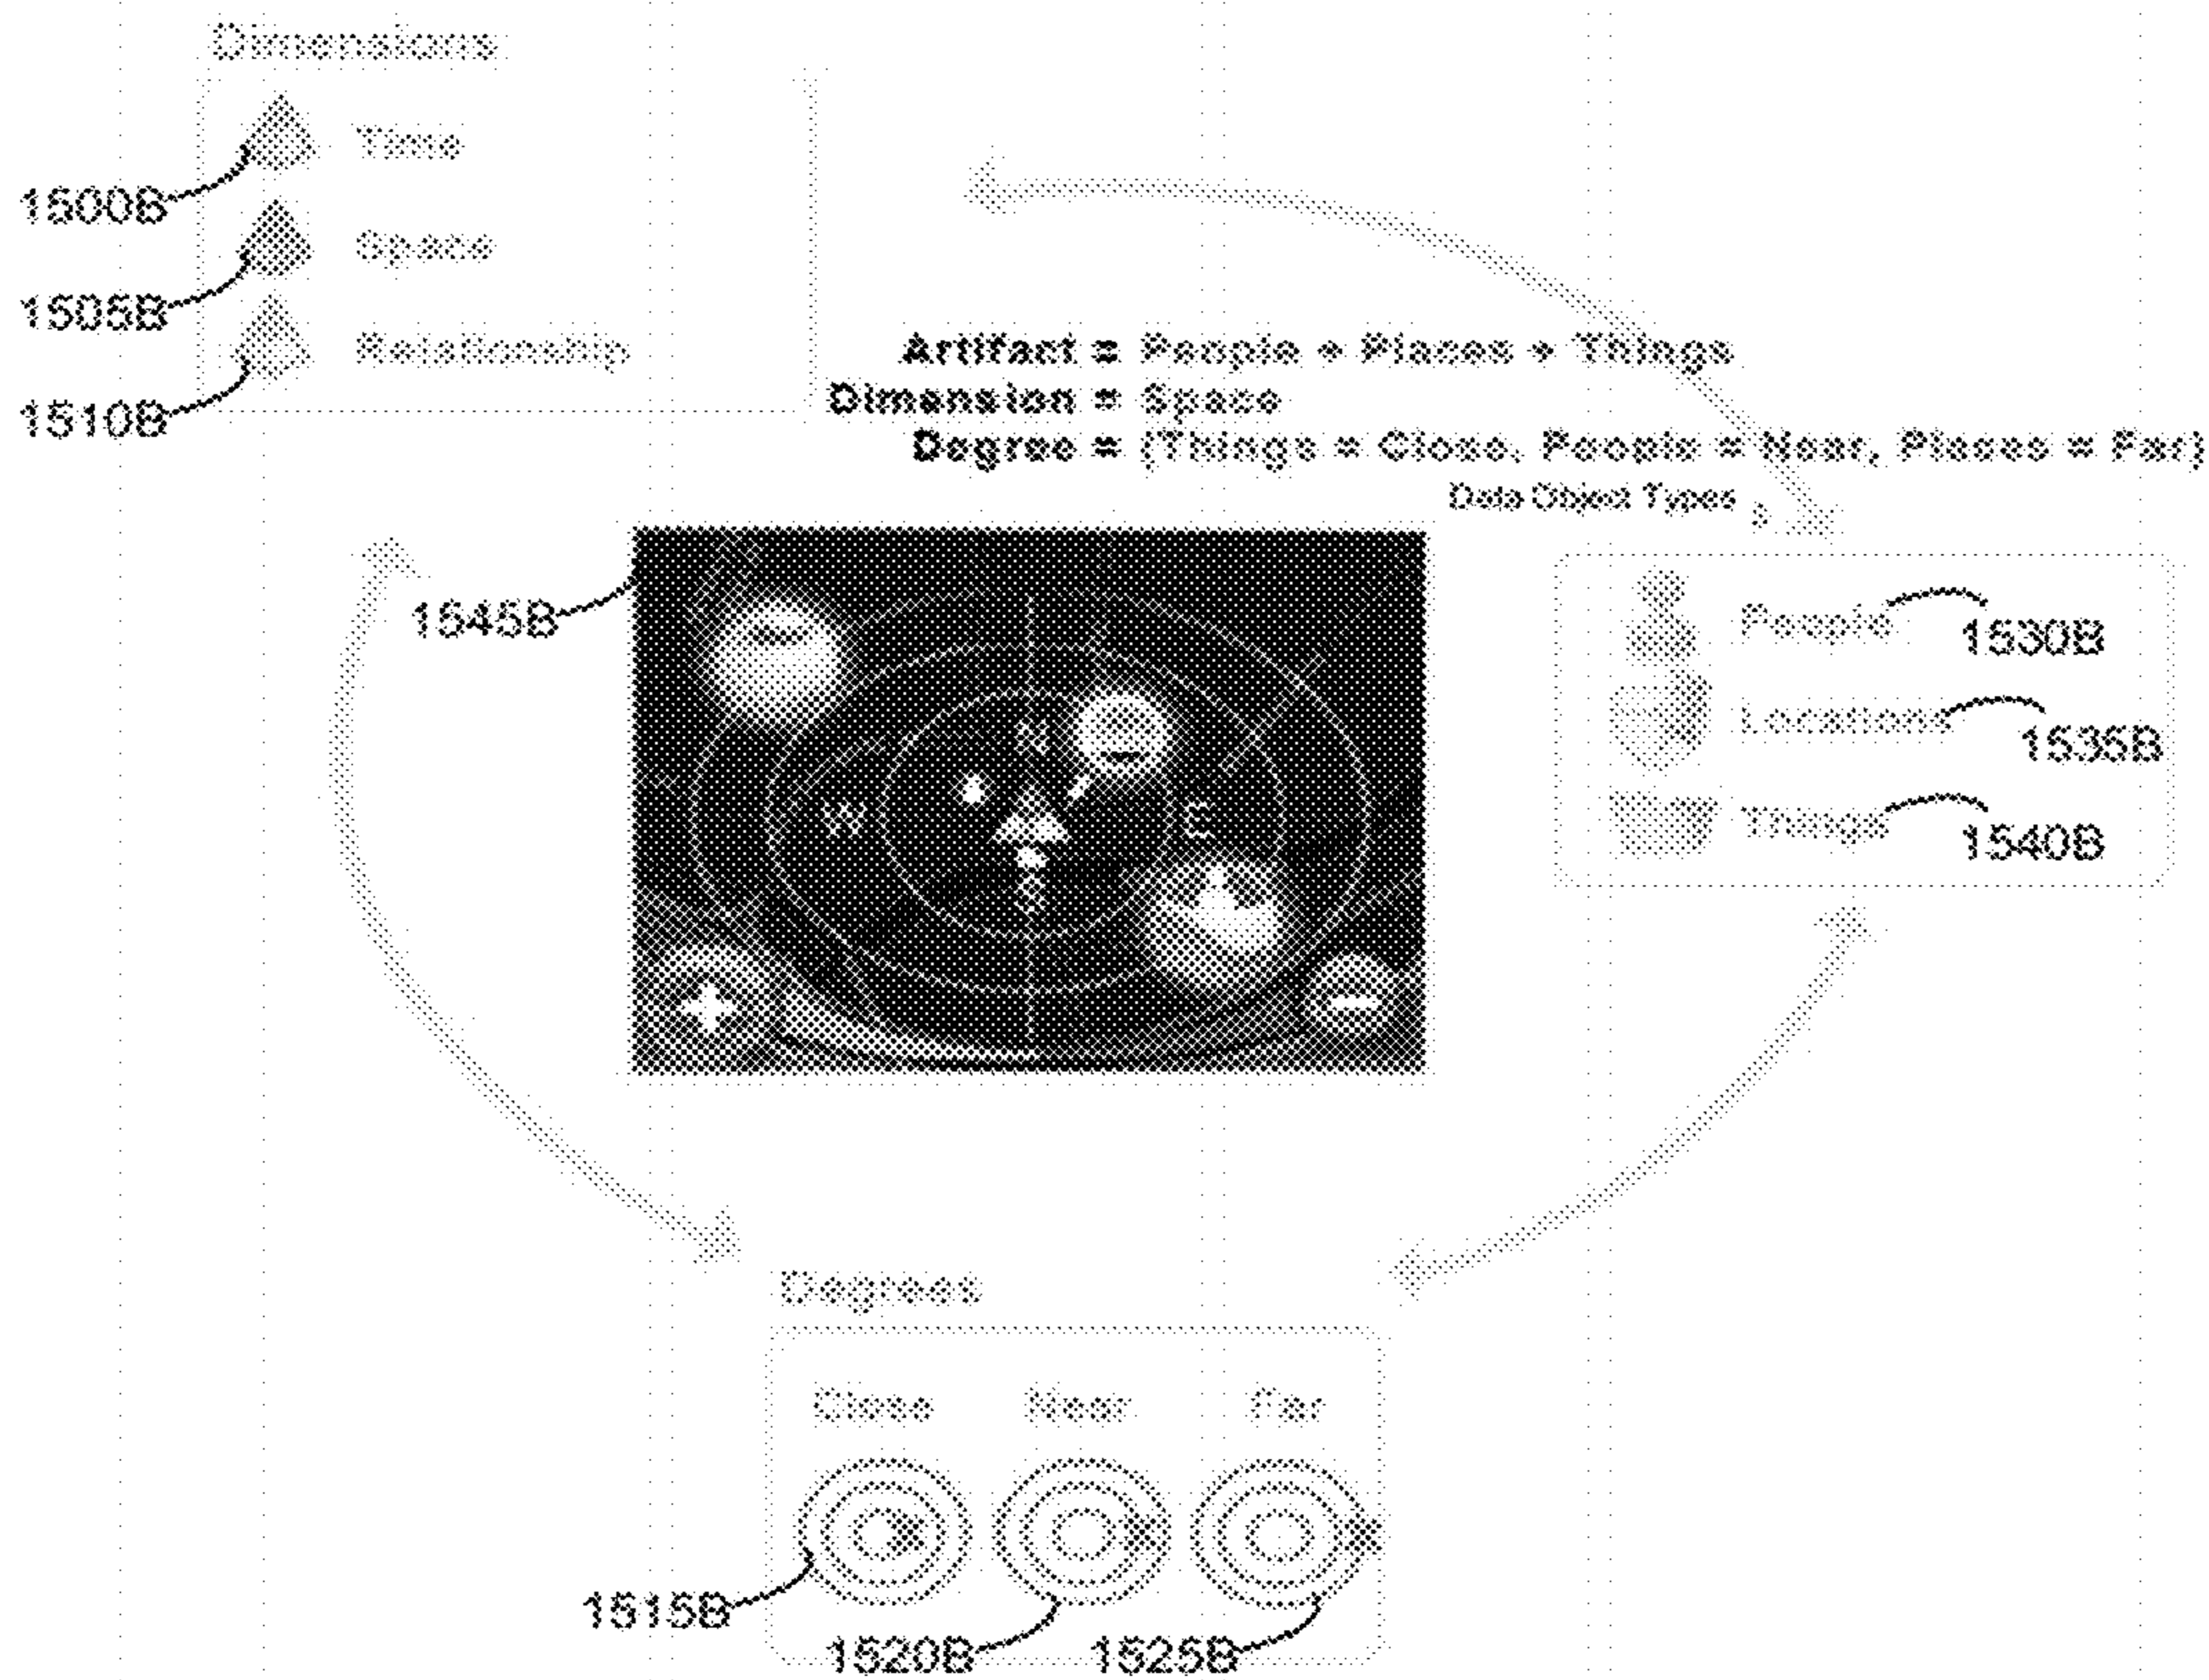 Dimensions
Time
1500B
Space
1505B
Relationship
1510B
Artifact = People + Places + Things
Dimension = Space
Degree = (Things = Close, People = Near, Places = Far)
Data Object Types
1545B
People
1530B
Locations
1535B
Things
1540B
N
W
E
S
Degrees
Close Near Far
1515B
1520B
1525B